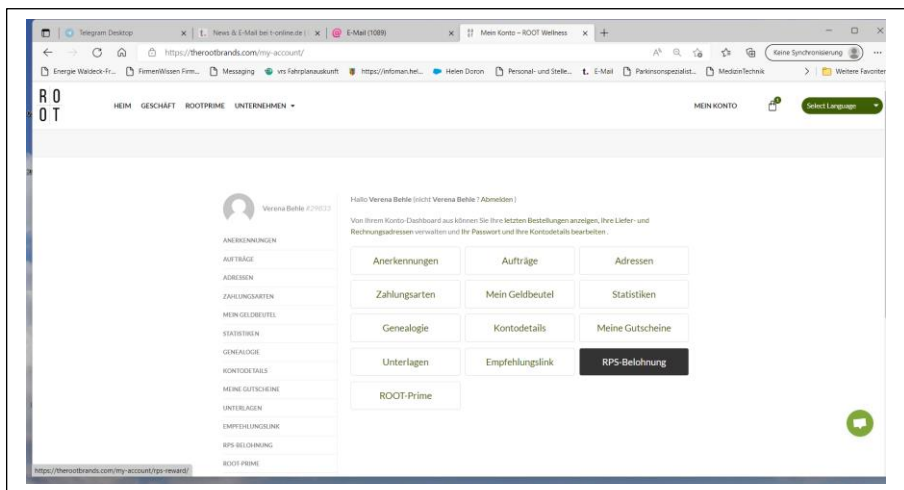 Telegram Desktop
t. News & E-Mail bei t-online.de |
E-Mail (1089)
Mein Konto – ROOT Wellness
https://therootbrands.com/my-account/
Keine Synchronisierung
Energie Waldeck-Fr...
FirmenWissen Firm...
Messaging
vrs Fahrplanauskunft
https://infoman.hel...
Helen Doron
Personal- und Stelle...
t. E-Mail
Parkinsonspezialist...
MedizinTechnik
Weitere Favoriten
RO
OT
HEIM GESCHÄFT ROOTPRIME UNTERNEHMEN
MEIN KONTO
Select Language
Verena Behle #29833
Hallo Verena Behle (nicht Verena Behle ? Abmelden )
Von Ihrem Konto-Dashboard aus können Sie Ihre letzten Bestellungen anzeigen, Ihre Liefer- und
Rechnungsadressen verwalten und Ihr Passwort und Ihre Kontodetails bearbeiten .
ANERKENNUNGEN
AUFTRÄGE
ADRESSEN
ZAHLUNGSARTEN
MEIN GELDBEUTEL
STATISTIKEN
GENEALOGIE
KONTODETAILS
MEINE GUTSCHEINE
UNTERLAGEN
EMPFEHLUNGSLINK
RPS-BELOHNUNG
ROOT-PRIME
Anerkennungen Aufträge Adressen
Zahlungsarten Mein Geldbeutel Statistiken
Genealogie Kontodetails Meine Gutscheine
Unterlagen Empfehlungslink RPS-Belohnung
ROOT-Prime
https://therootbrands.com/my-account/rps-reward/